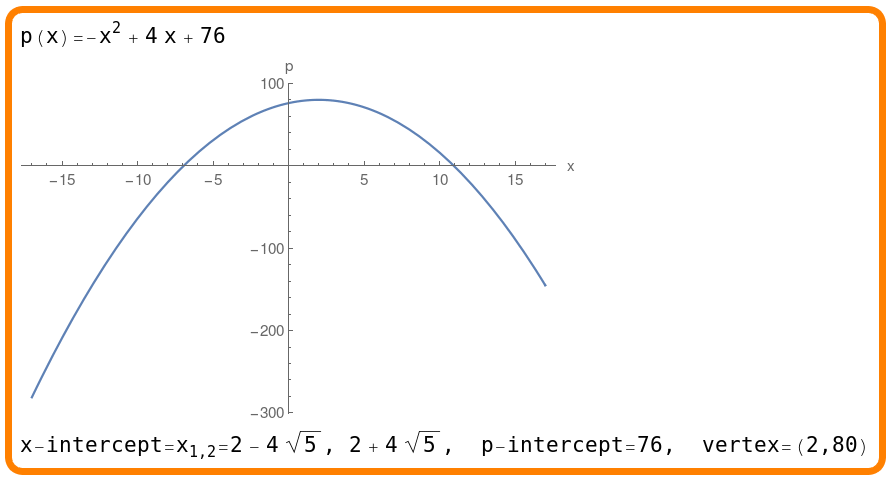 p(x)=-x² + 4 x + 76
p
100
x
−15 −10 −5 5 10 15
−100
−200
−300
x-intercept=x₁,₂=2 - 4 √5, 2 + 4 √5, p-intercept=76, vertex=(2,80)